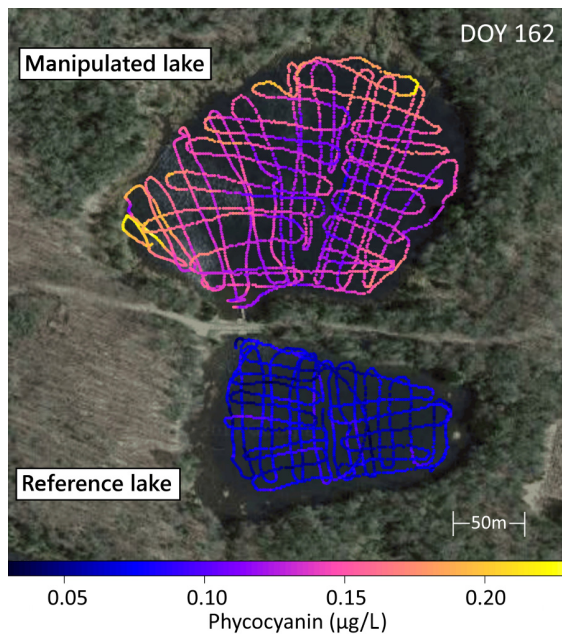 DOY 162
Manipulated lake
Reference lake
50m
0.05 0.10 0.15 0.20
Phycocyanin (µg/L)